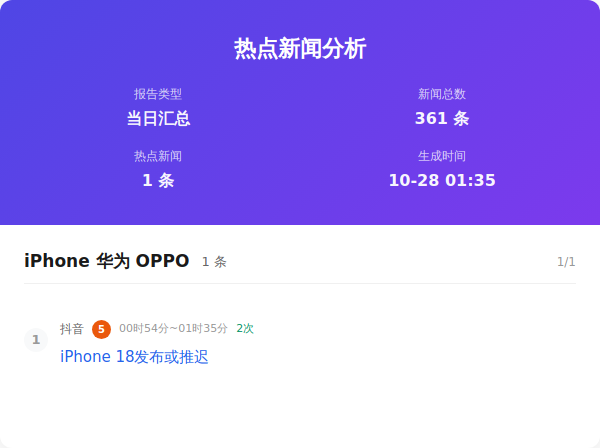 热点新闻分析
报告类型
当日汇总
新闻总数
361 条
热点新闻
1 条
生成时间
10-28 01:35
iPhone 华为 OPPO 1 条 1/1
1
抖音 5 00时54分~01时35分 2次
iPhone 18发布或推迟